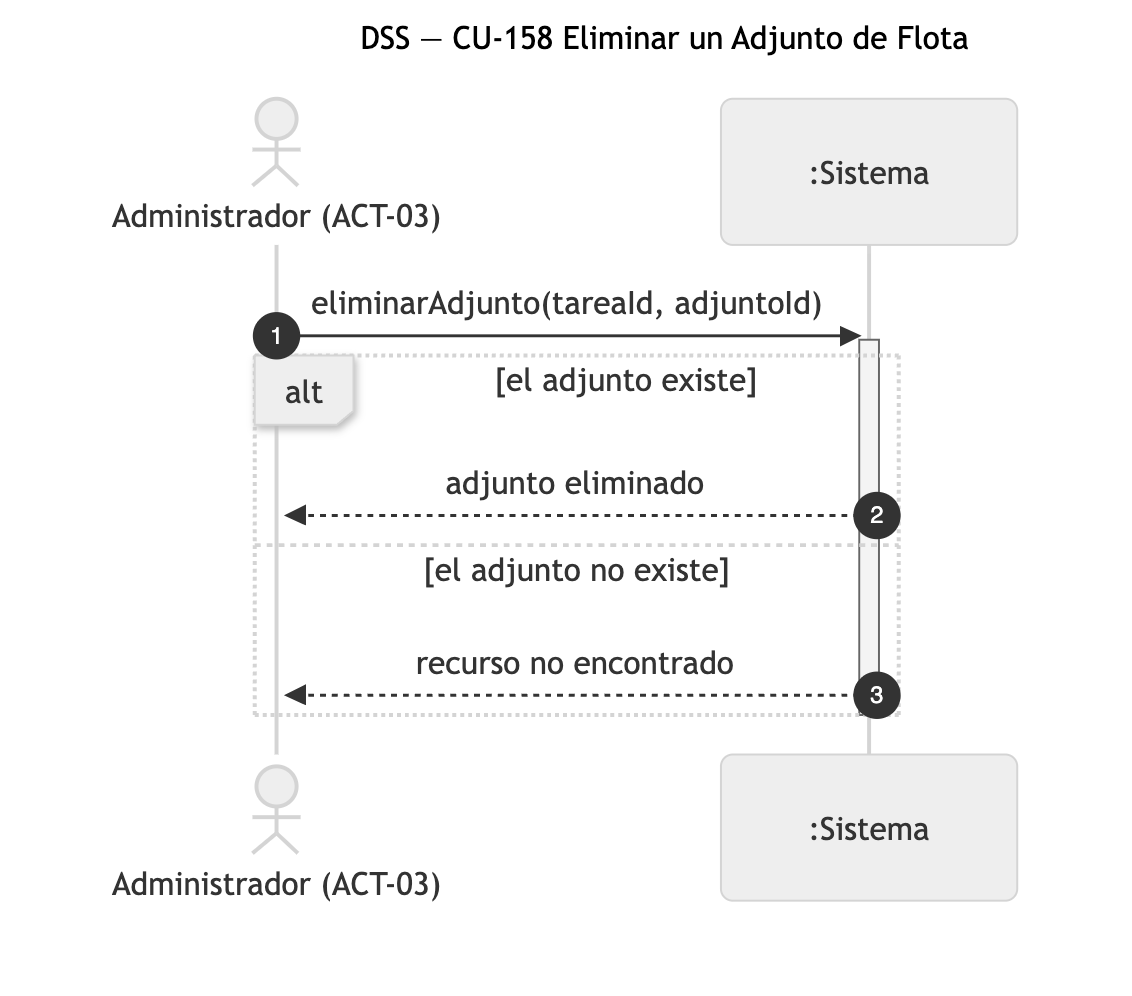 DSS — CU-158 Eliminar un Adjunto de Flota
Administrador (ACT-03)
:Sistema
eliminarAdjunto(tareaId, adjuntoId)
1
alt
[el adjunto existe]
adjunto eliminado
2
[el adjunto no existe]
recurso no encontrado
3
Administrador (ACT-03)
:Sistema